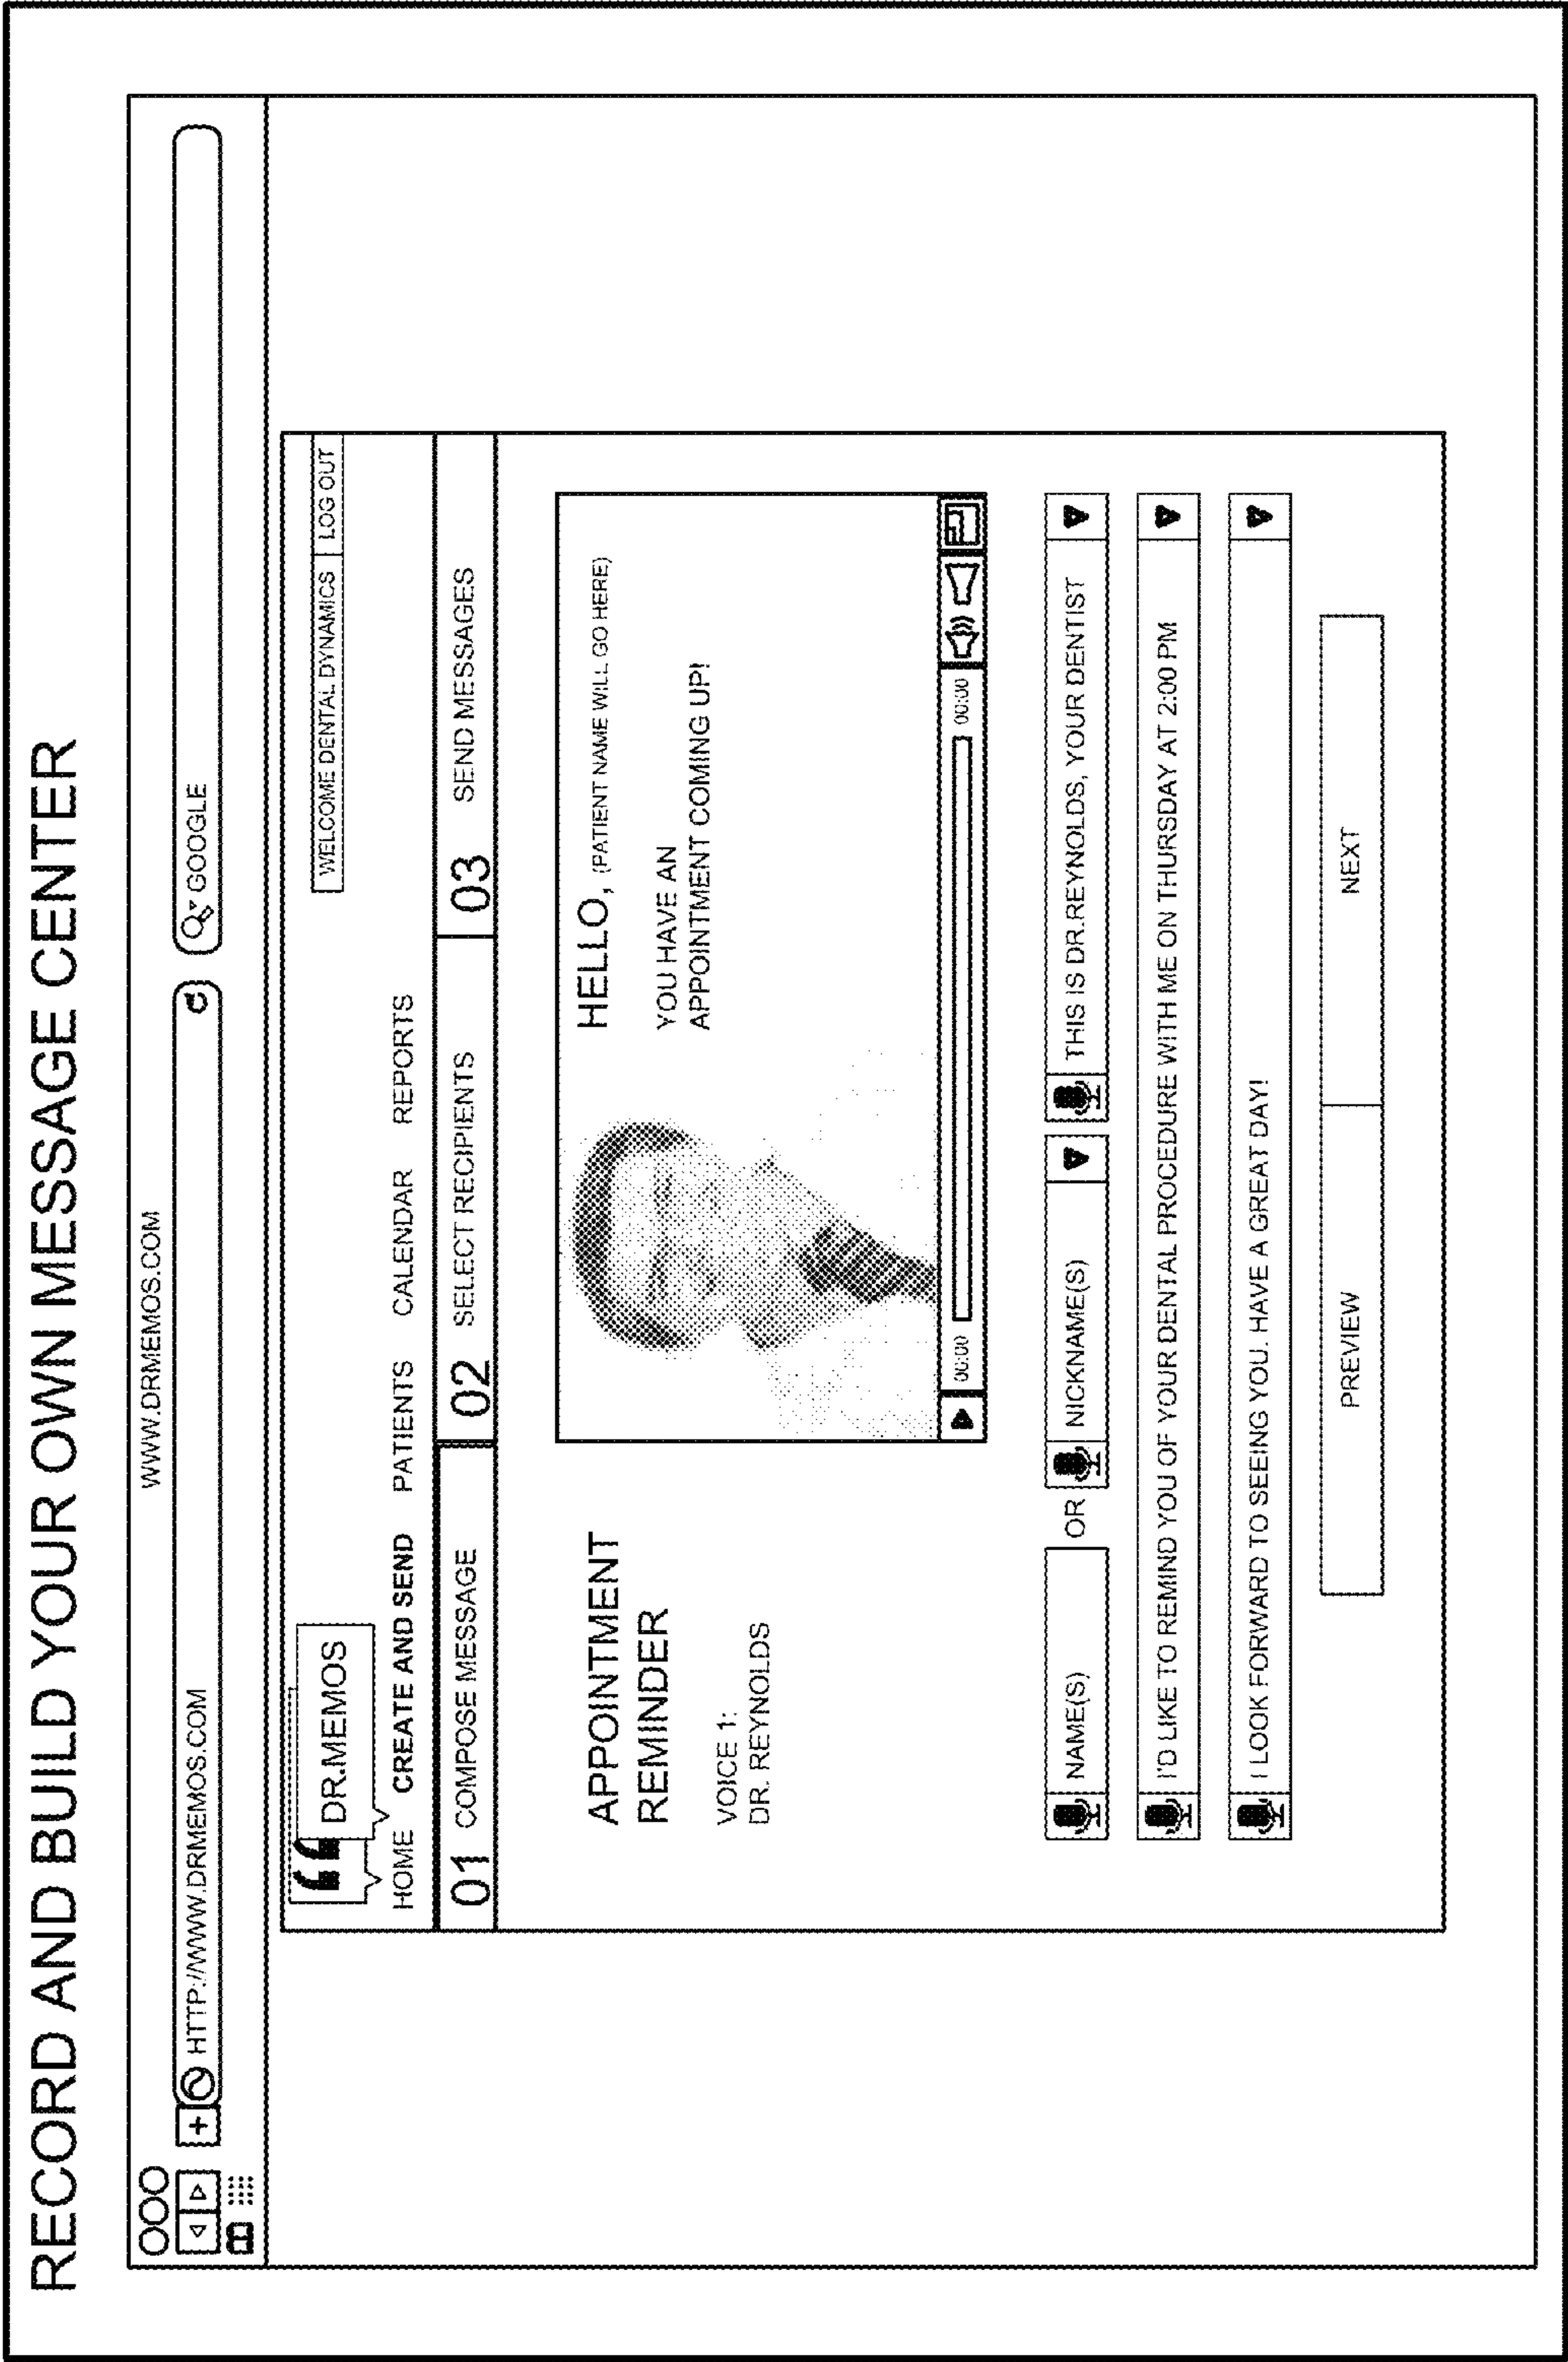 RECORD AND BUILD YOUR OWN MESSAGE CENTER
WWW.DRMEMOS.COM
+ HTTP://WWW.DRMEMOS.COM
GOOGLE
“ DR.MEMOS
WELCOME DENTAL DYNAMICS LOG OUT
HOME CREATE AND SEND PATIENTS CALENDAR REPORTS
01 COMPOSE MESSAGE 02 SELECT RECIPIENTS 03 SEND MESSAGES
APPOINTMENT
REMINDER
VOICE 1:
DR. REYNOLDS
HELLO, (PATIENT NAME WILL GO HERE)
YOU HAVE AN
APPOINTMENT COMING UP!
00:00 00:00
NAME(S) OR NICKNAME(S) THIS IS DR.REYNOLDS, YOUR DENTIST
I'D LIKE TO REMIND YOU OF YOUR DENTAL PROCEDURE WITH ME ON THURSDAY AT 2:00 PM
I LOOK FORWARD TO SEEING YOU. HAVE A GREAT DAY!
PREVIEW NEXT